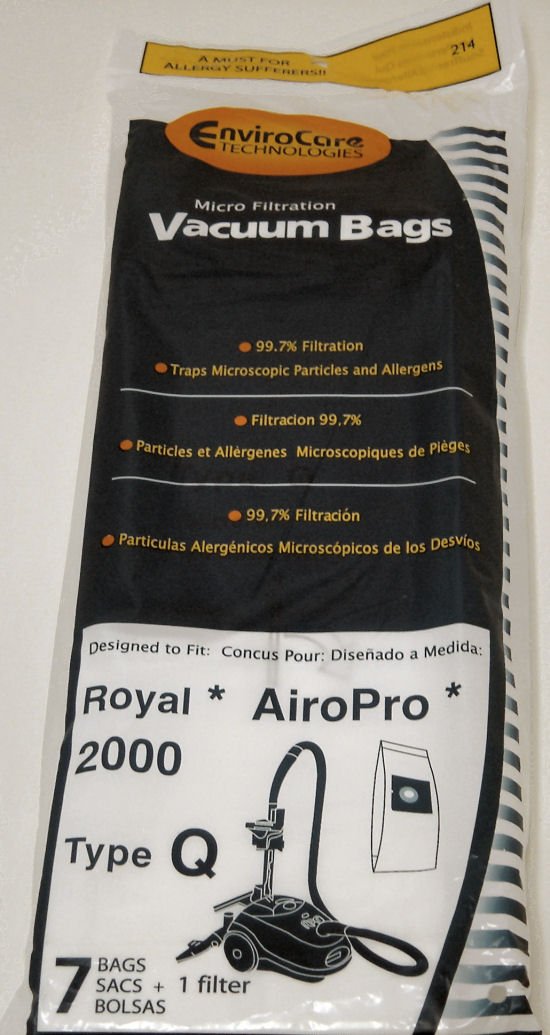 A MUST FOR
ALLERGY SUFFERERS!!
214
EnviroCare
TECHNOLOGIES
Micro Filtration
Vacuum Bags
99.7% Filtration
Traps Microscopic Particles and Allergens
Filtracion 99,7%
Particles et Allèrgenes Microscopiques de Pièges
99,7% Filtración
Particulas Alergénicos Microscópicos de los Desvíos
Designed to Fit: Concus Pour: Diseñado a Medida:
Royal * AiroPro *
2000
Type Q
7 BAGS
SACS + 1 filter
BOLSAS